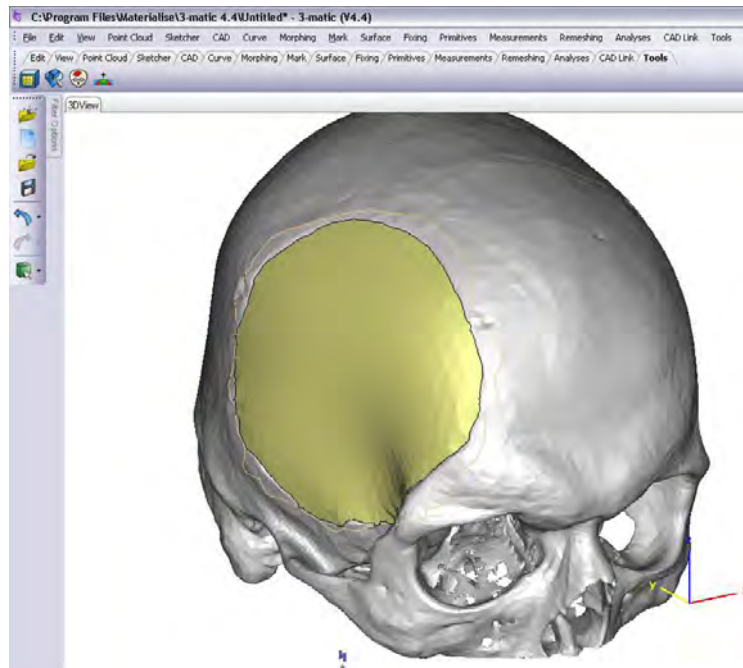 C:\Program Files\Materialise\3-matic 4.4\Untitled* - 3-matic (V4.4)
File Edit View Point Cloud Sketcher CAD Curve Morphing Mark Surface Fixing Primitives Measurements Remeshing Analyses CAD Link Tools
Edit View Point Cloud Sketcher CAD Curve Morphing Mark Surface Fixing Primitives Measurements Remeshing Analyses CAD Link Tools
Filter Options
3DView
Y